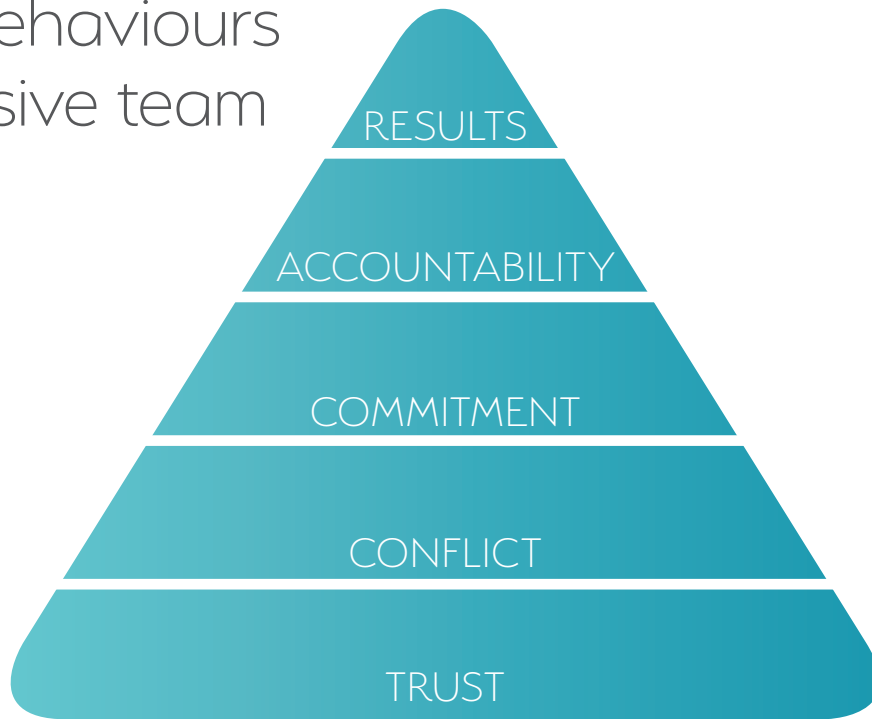 ehaviours
sive team
RESULTS
ACCOUNTABILITY
COMMITMENT
CONFLICT
TRUST